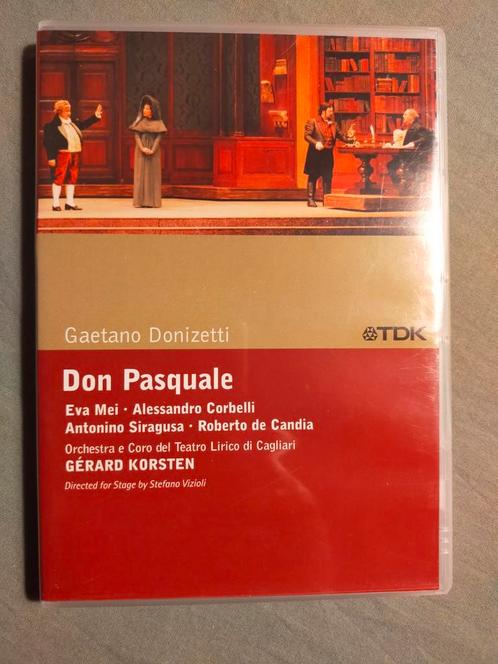 Gaetano Donizetti
TDK
Don Pasquale
Eva Mei · Alessandro Corbelli
Antonino Siragusa · Roberto de Candia
Orchestra e Coro del Teatro Lirico di Cagliari
GÉRARD KORSTEN
Directed for Stage by Stefano Vizioli